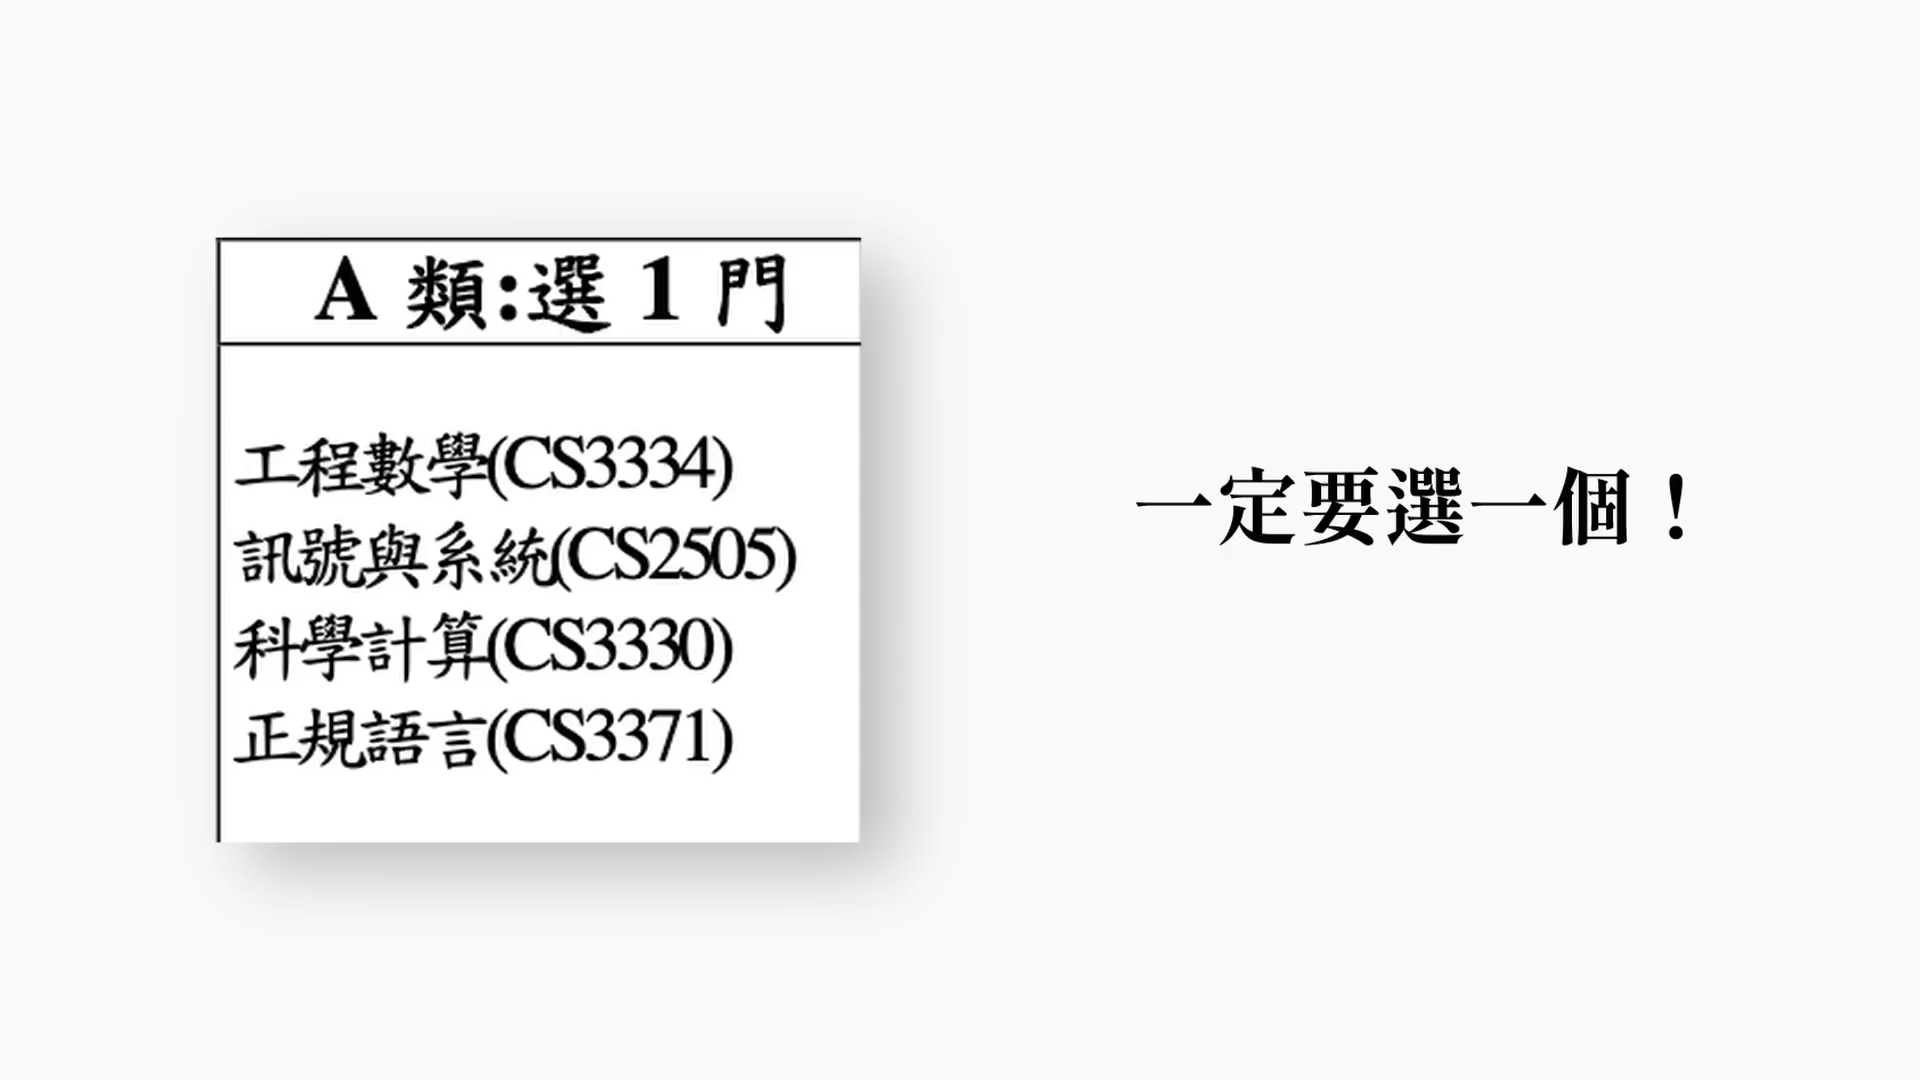 A 類:選 1 門
工程數學(CS3334)
訊號與系統(CS2505)
科學計算(CS3330)
正規語言(CS3371)
一定要選一個！